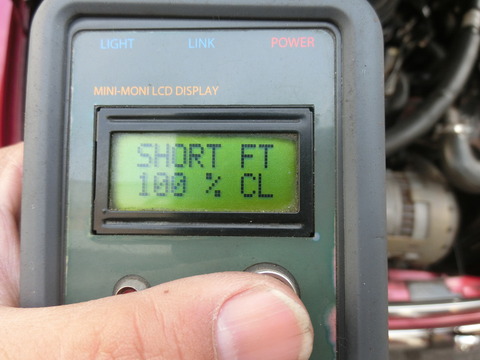 LIGHT LINK POWER
MINI-MONI LCD DISPLAY
SHORT FT
100 % CL